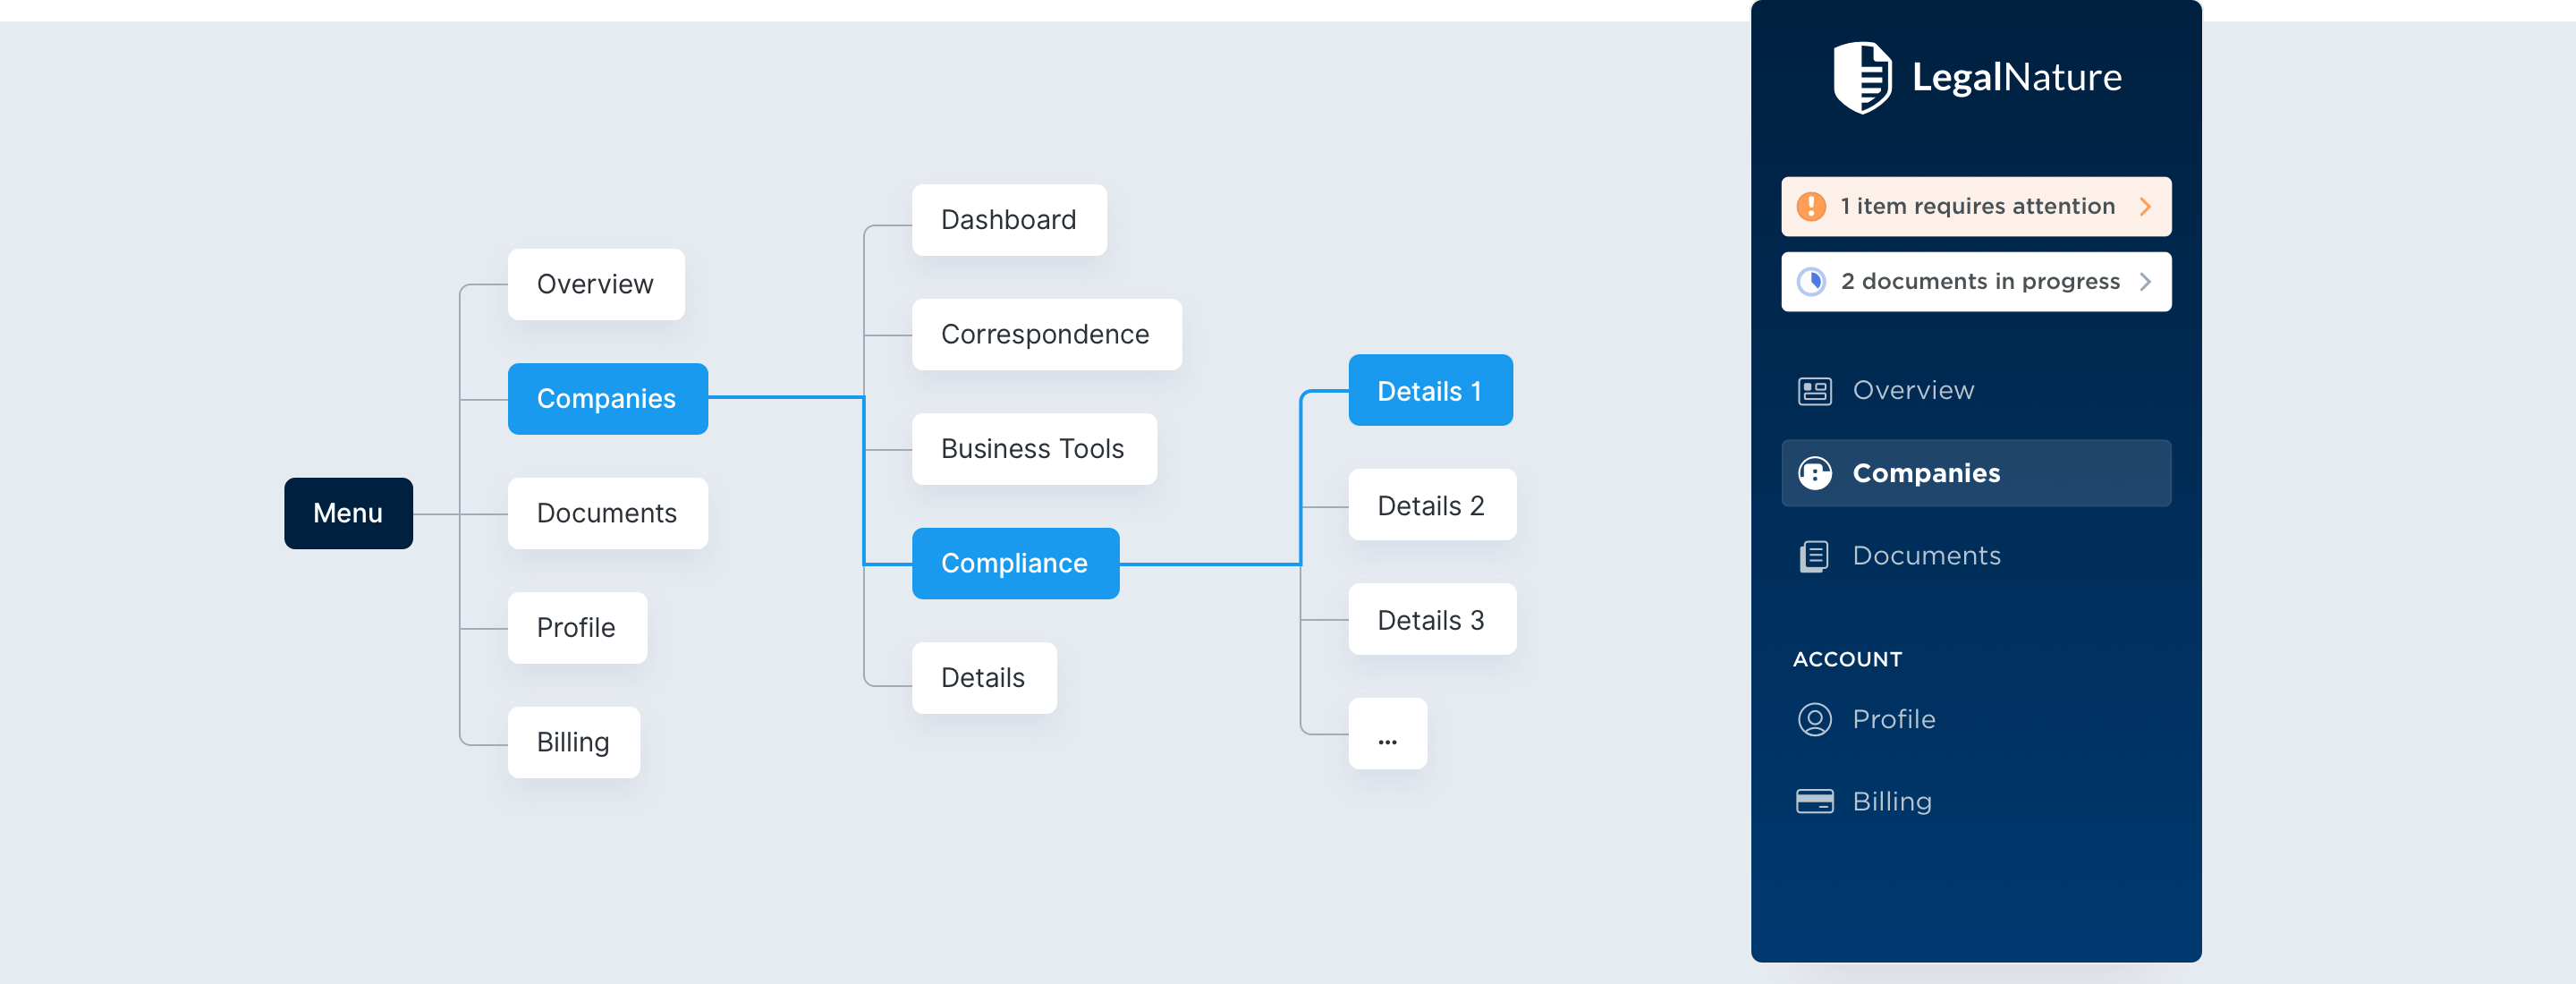 Menu
Overview
Companies
Documents
Profile
Billing
Dashboard
Correspondence
Business Tools
Compliance
Details
Details 1
Details 2
Details 3
...
LegalNature
1 item requires attention
2 documents in progress
Overview
Companies
Documents
ACCOUNT
Profile
Billing